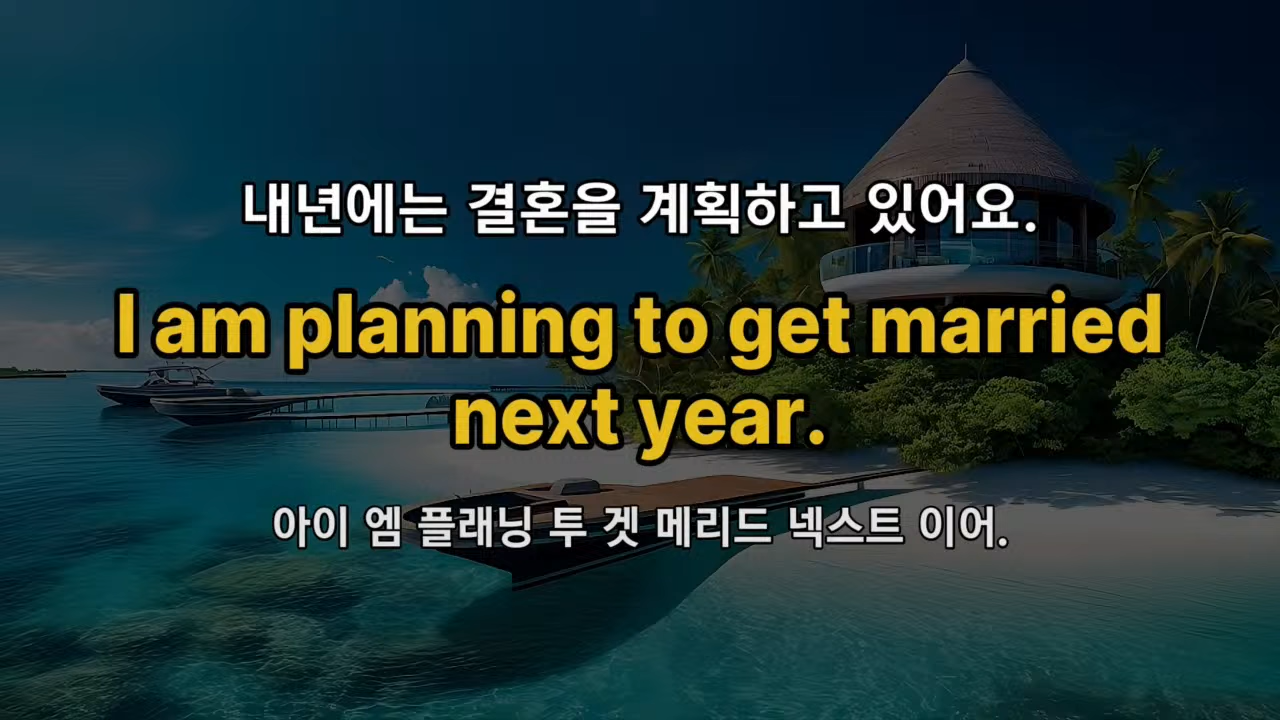 내년에는 결혼을 계획하고 있어요.
I am planning to get married
next year.
아이 엠 플래닝 투 겟 메리드 넥스트 이어.